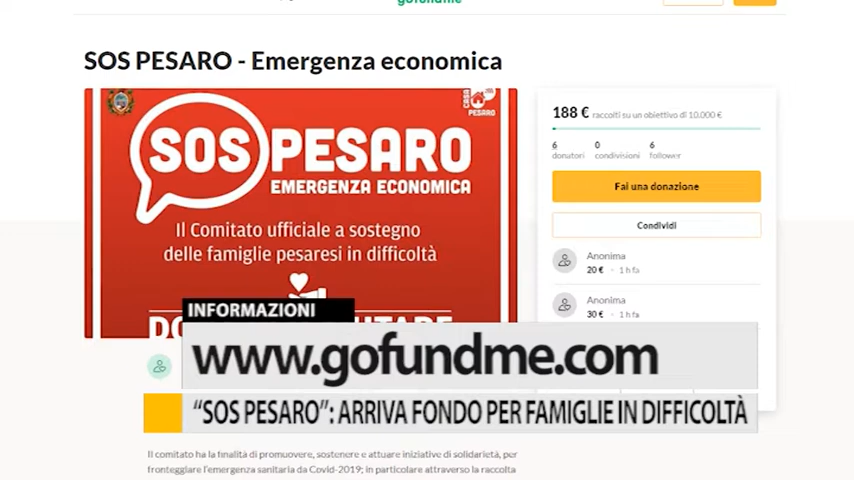 gofundme
SOS PESARO - Emergenza economica
CASA
PESARO
SOS PESARO
EMERGENZA ECONOMICA
Il Comitato ufficiale a sostegno
delle famiglie pesaresi in difficoltà
188 € raccolti su un obiettivo di 10.000 €
6 0 6
donatori condivisioni follower
Fai una donazione
Condividi
Anonima
20 € • 1 h fa
Anonima
30 € • 1 h fa
INFORMAZIONI
www.gofundme.com
“SOS PESARO”: ARRIVA FONDO PER FAMIGLIE IN DIFFICOLTÀ
Il comitato ha la finalità di promuovere, sostenere e attuare iniziative di solidarietà, per
fronteggiare l'emergenza sanitaria da Covid-2019; in particolare attraverso la raccolta